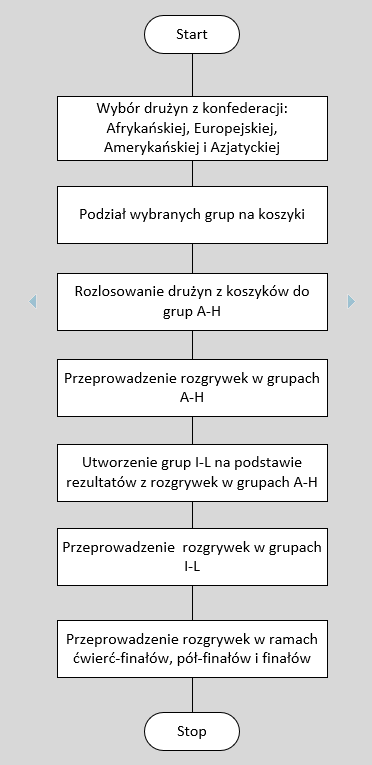 Start
Wybór drużyn z konfederacji:
Afrykańskiej, Europejskiej,
Amerykańskiej i Azjatyckiej
Podział wybranych grup na koszyki
Rozlosowanie drużyn z koszyków do
grup A-H
Przeprowadzenie rozgrywek w grupach
A-H
Utworzenie grup I-L na podstawie
rezultatów z rozgrywek w grupach A-H
Przeprowadzenie rozgrywek w grupach
I-L
Przeprowadzenie rozgrywek w ramach
ćwierć-finałów, pół-finałów i finałów
Stop